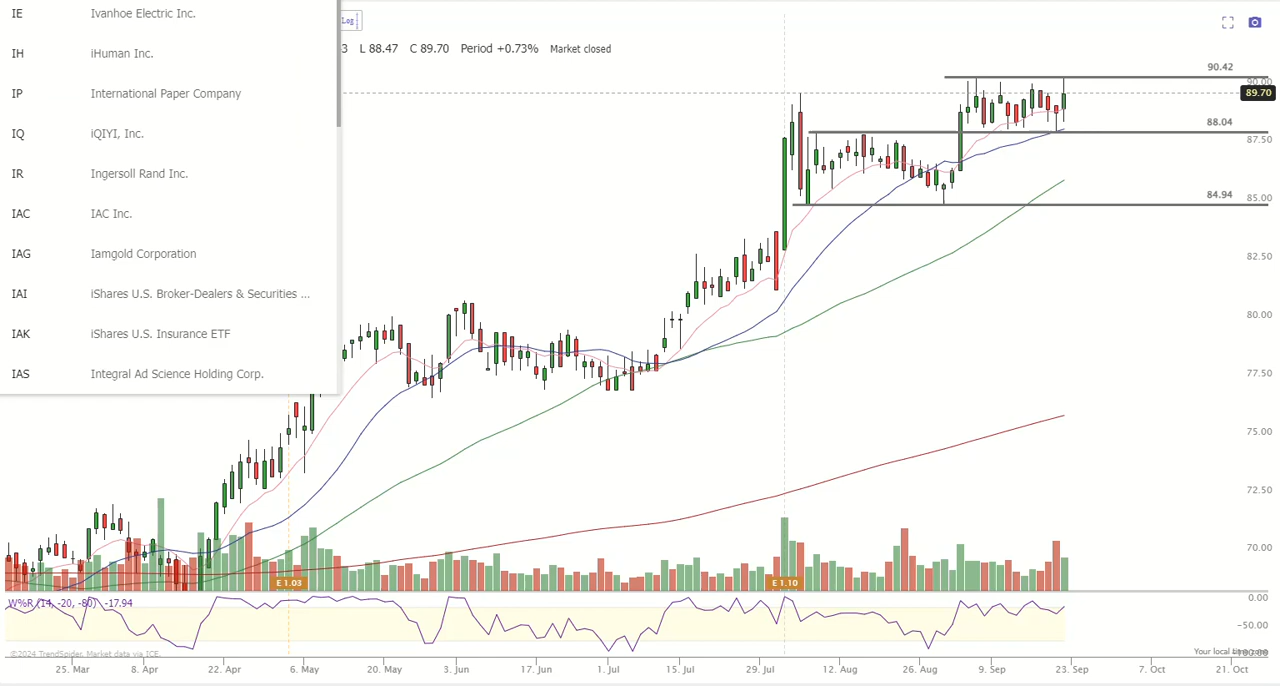 IE Ivanhoe Electric Inc.
IH iHuman Inc.
IP International Paper Company
IQ iQIYI, Inc.
IR Ingersoll Rand Inc.
IAC IAC Inc.
IAG Iamgold Corporation
IAI iShares U.S. Broker-Dealers & Securities ...
IAK iShares U.S. Insurance ETF
IAS Integral Ad Science Holding Corp.
Log
3 L 88.47 C 89.70 Period +0.73% Market closed
90.42
90.00
89.70
88.04
87.50
84.94
85.00
82.50
80.00
77.50
75.00
72.50
70.00
E 1.03
E 1.10
W%R (14, -20, -80) -17.94
0.00
-50.00
©2024 TrendSpider. Market data via ICE.
Your local time zone
25. Mar 8. Apr 22. Apr 6. May 20. May 3. Jun 17. Jun 1. Jul 15. Jul 29. Jul 12. Aug 26. Aug 9. Sep 23. Sep 7. Oct 21. Oct